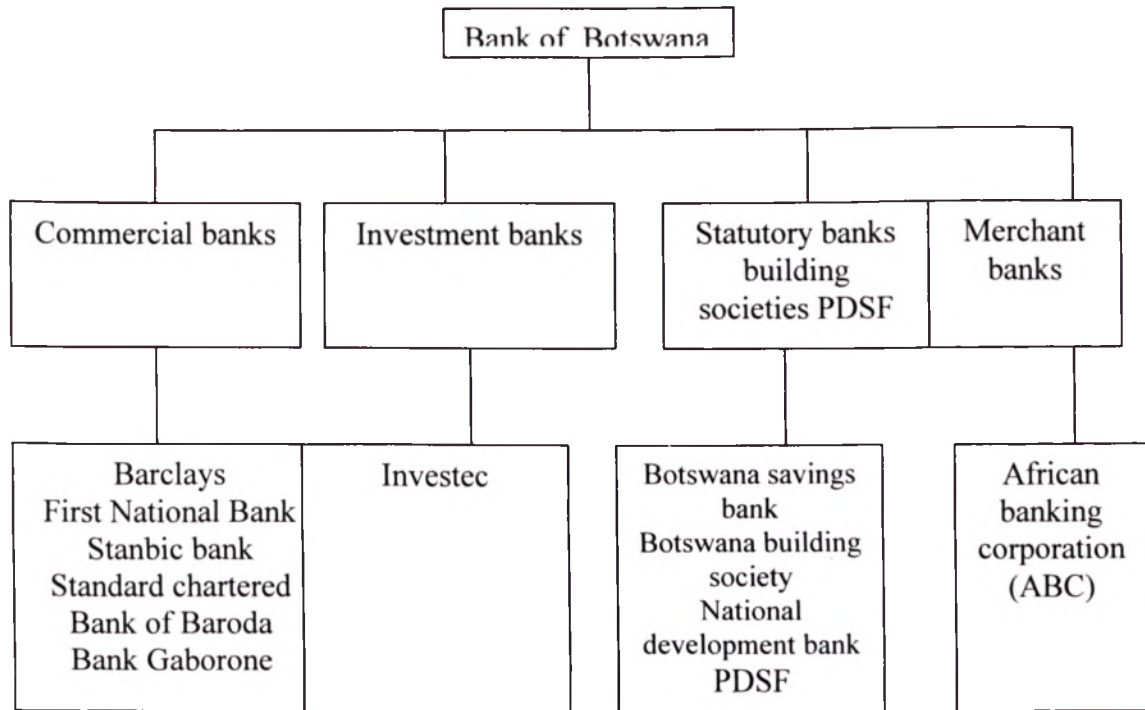 Bank of Botswana
Commercial banks
Investment banks
Statutory banks
building
societies PDSF
Merchant
banks
Barclays
First National Bank
Stanbic bank
Standard chartered
Bank of Baroda
Bank Gaborone
Investec
Botswana savings
bank
Botswana building
society
National
development bank
PDSF
African
banking
corporation
(ABC)